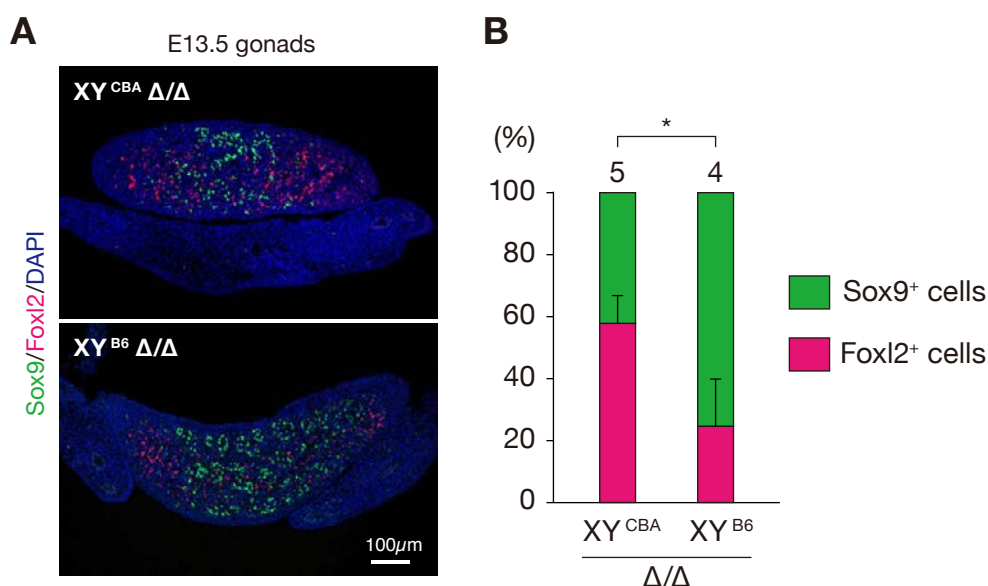 A
E13.5 gonads
XY CBA Δ/Δ
Sox9/Foxl2/DAPI
XY B6 Δ/Δ
100µm
B
(%)
*
5 4
100
80
60
40
20
0
XY CBA XY B6
Δ/Δ
Sox9⁺ cells
Foxl2⁺ cells